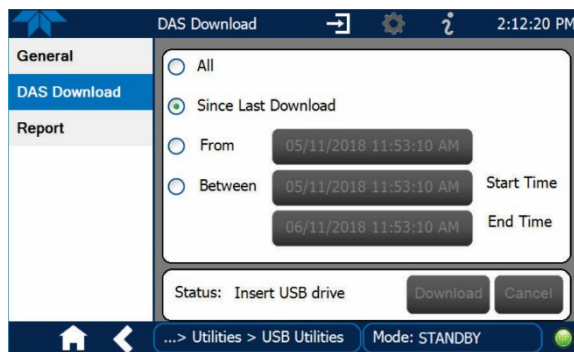 DAS Download
2:12:20 PM
General
DAS Download
Report
All
Since Last Download
From 05/11/2018 11:53:10 AM
Between 05/11/2018 11:53:10 AM Start Time
06/11/2018 11:53:10 AM End Time
Status: Insert USB drive Download Cancel
...> Utilities > USB Utilities Mode: STANDBY